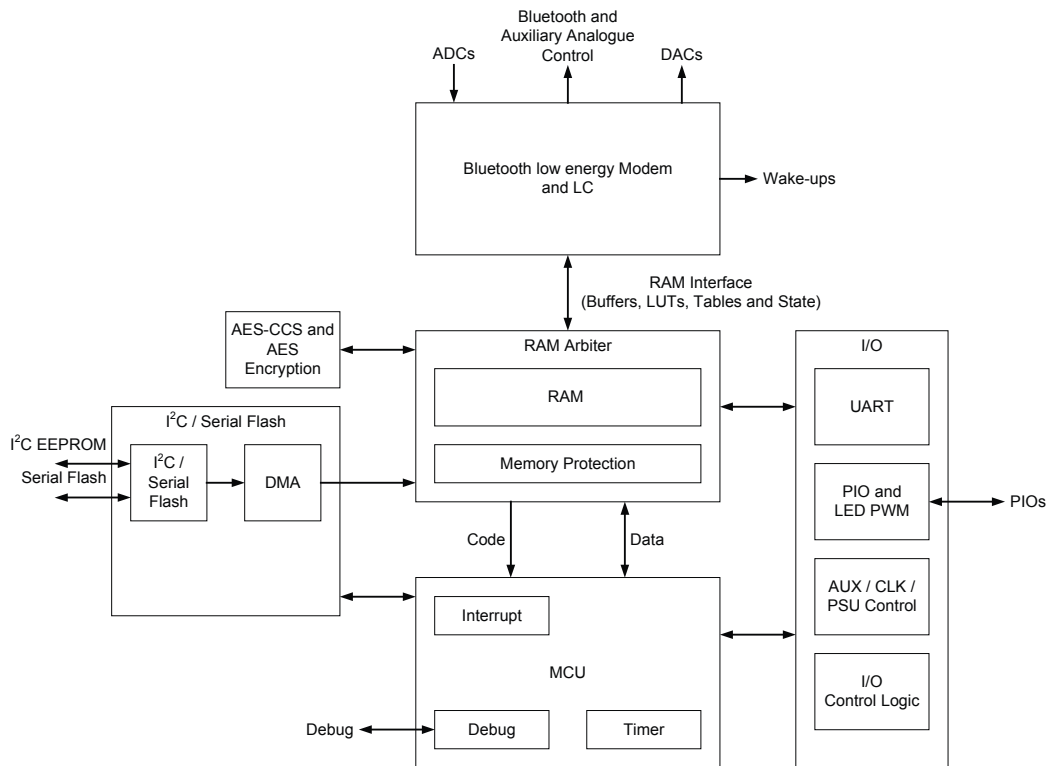 Bluetooth and
Auxiliary Analogue
Control
ADCs
DACs
Bluetooth low energy Modem
and LC
Wake-ups
RAM Interface
(Buffers, LUTs, Tables and State)
AES-CCS and
AES
Encryption
RAM Arbiter
RAM
Memory Protection
I/O
UART
PIO and
LED PWM
PIOs
AUX / CLK /
PSU Control
I/O
Control Logic
I²C / Serial Flash
I²C EEPROM
Serial Flash
I²C /
Serial
Flash
DMA
Code
Data
Interrupt
MCU
Debug
Debug
Timer